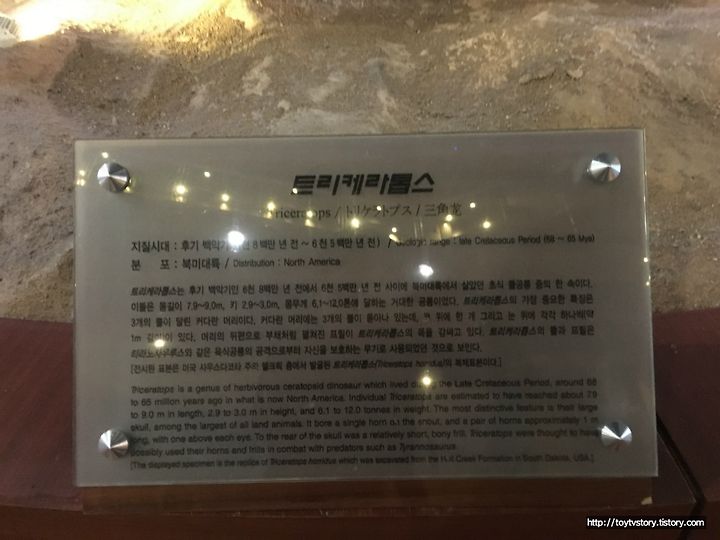 트리케라톱스
Triceratops / トリケラトプス / 三角龙
지질시대 : 후기 백악기(6천 8백만 년 전 ~ 6천 5백만 년 전) / Geologic range : late Cretaceous Period (68 ~ 65 Mya)
분 포 : 북미대륙 / Distribution : North America
트리케라톱스는 후기 백악기인 6천 8백만 년 전에서 6천 5백만 년 전 사이에 북미대륙에서 살았던 초식 뿔공룡 중의 한 속이다.
이들은 몸길이 7.9~9.0m, 키 2.9~3.0m, 몸무게 6.1~12.0톤에 달하는 거대한 공룡이었다. 트리케라톱스의 가장 중요한 특징은
3개의 뿔이 달린 커다란 머리이다. 커다란 머리에는 3개의 뿔이 돋아나 있는데, 코 위에 한 개 그리고 눈 위에 각각 하나씩(약
1m 길이)이 있다. 머리의 뒤편으로 부채처럼 펼쳐진 프릴이 트리케라톱스의 목을 감싸고 있다. 트리케라톱스의 뿔과 프릴은
티라노사우루스와 같은 육식공룡의 공격으로부터 자신을 보호하는 무기로 사용되었던 것으로 보인다.
[전시된 표본은 미국 사우스다코타 주의 헬크릭 층에서 발굴된 트리케라톱스(Triceratops horridus)의 복제표본이다.]
Triceratops is a genus of herbivorous ceratopsid dinosaur which lived during the Late Cretaceous Period, around 68
to 65 million years ago in what is now North America. Individual Triceratops are estimated to have reached about 7.9
to 9.0 m in length, 2.9 to 3.0 m in height, and 6.1 to 12.0 tonnes in weight. The most distinctive feature is their large
skull, among the largest of all land animals. It bore a single horn on the snout, and a pair of horns approximately 1 m
long, with one above each eye. To the rear of the skull was a relatively short, bony frill. Triceratops were thought to have
possibly used their horns and frills in combat with predators such as Tyrannosaurus.
[The displayed specimen is the replica of Triceratops horridus which was excavated from the Hell Creek Formation in South Dakota, USA.]
http://toytvstory.tistory.com